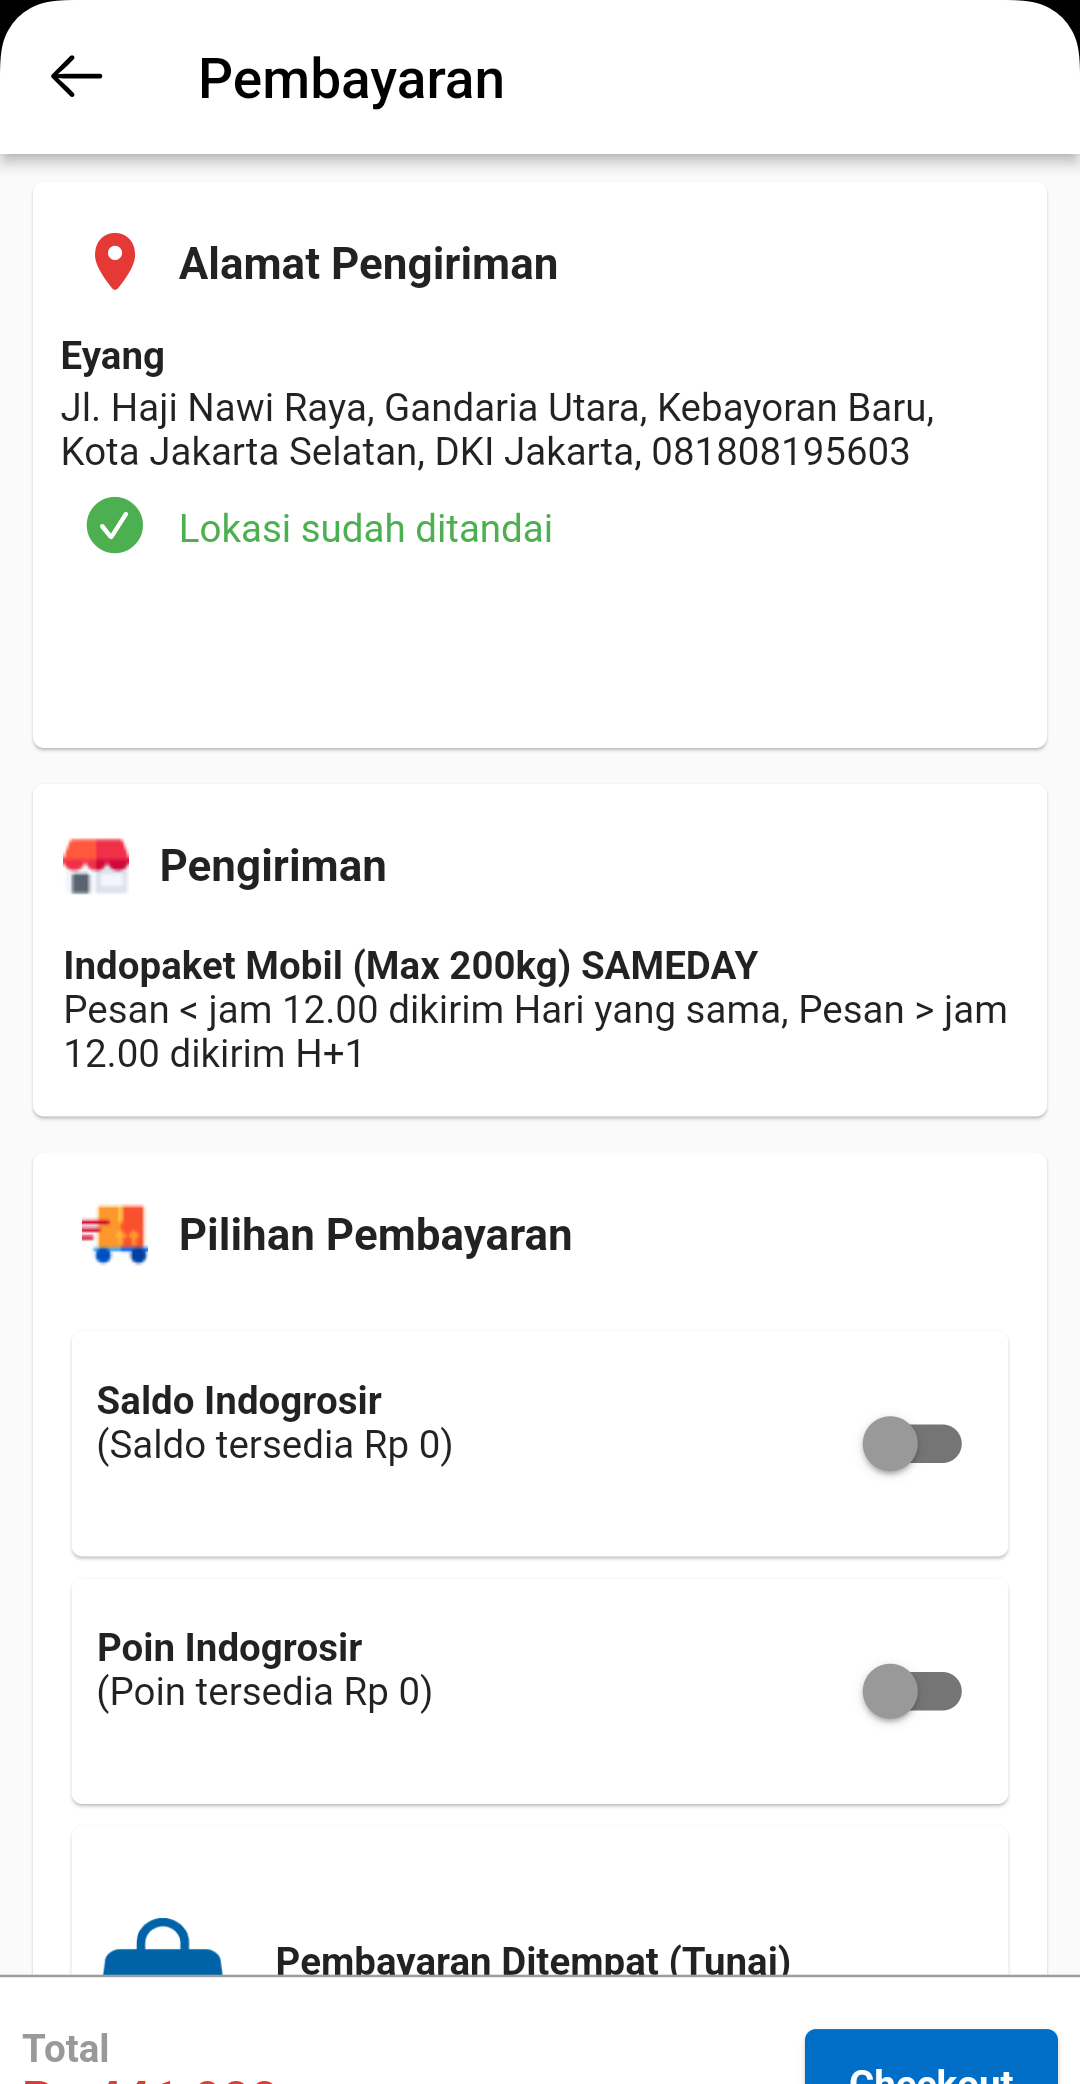 Pembayaran
Alamat Pengiriman
Eyang
Jl. Haji Nawi Raya, Gandaria Utara, Kebayoran Baru,
Kota Jakarta Selatan, DKI Jakarta, 081808195603
Lokasi sudah ditandai
Pengiriman
Indopaket Mobil (Max 200kg) SAMEDAY
Pesan < jam 12.00 dikirim Hari yang sama, Pesan > jam
12.00 dikirim H+1
Pilihan Pembayaran
Saldo Indogrosir
(Saldo tersedia Rp 0)
Poin Indogrosir
(Poin tersedia Rp 0)
Pembayaran Ditempat (Tunai)
Total
Checkout